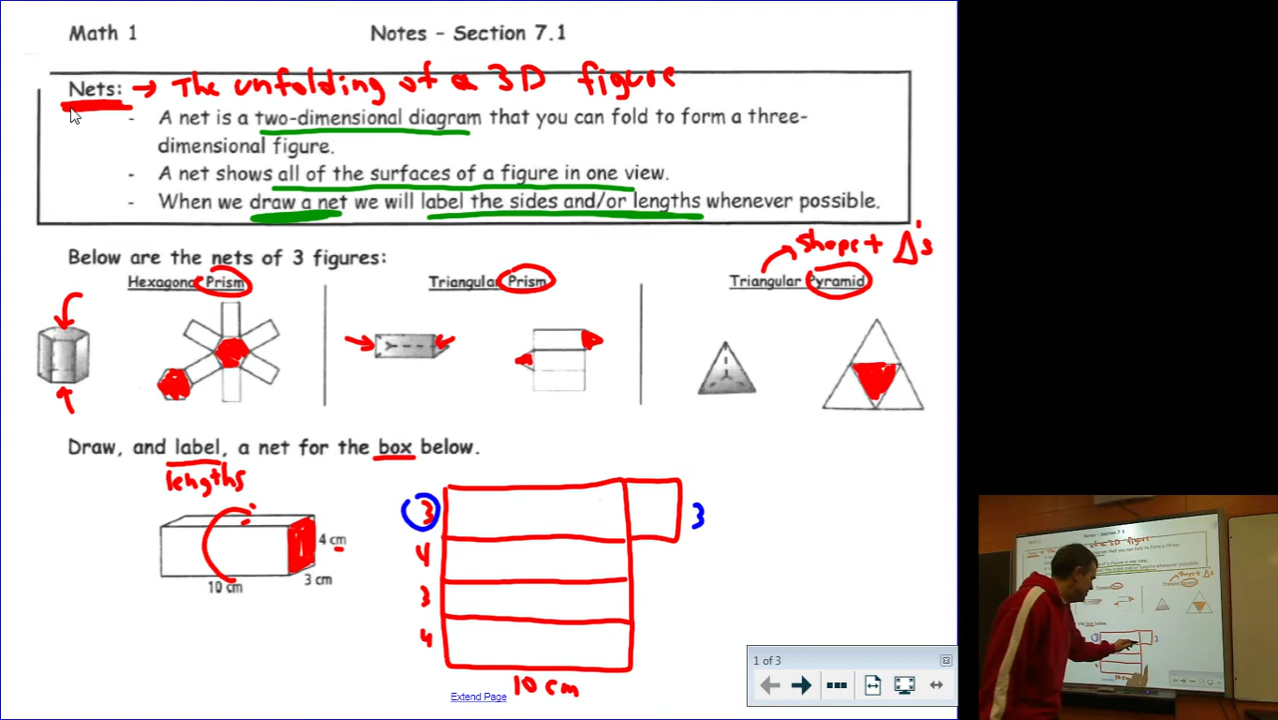 Math 1 Notes - Section 7.1
Nets: → The unfolding of a 3D figure
- A net is a two-dimensional diagram that you can fold to form a three-
dimensional figure.
- A net shows all of the surfaces of a figure in one view.
- When we draw a net we will label the sides and/or lengths whenever possible.
shape + Δ's
Below are the nets of 3 figures:
Hexagonal Prism Triangular Prism Triangular Pyramid
Draw, and label, a net for the box below.
lengths
4 cm
10 cm
3 cm
3
3
4
3
4
10 cm
1 of 3
Extend Page